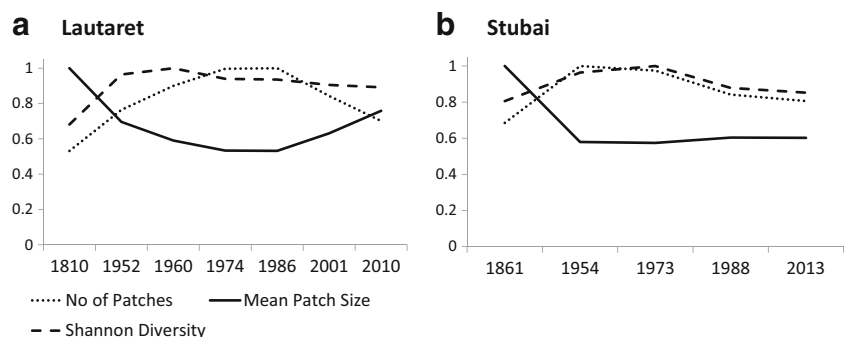 a Lautaret
1
0.8
0.6
0.4
0.2
0
1810 1952 1960 1974 1986 2001 2010
No of Patches Mean Patch Size
Shannon Diversity
b Stubai
1
0.8
0.6
0.4
0.2
0
1861 1954 1973 1988 2013